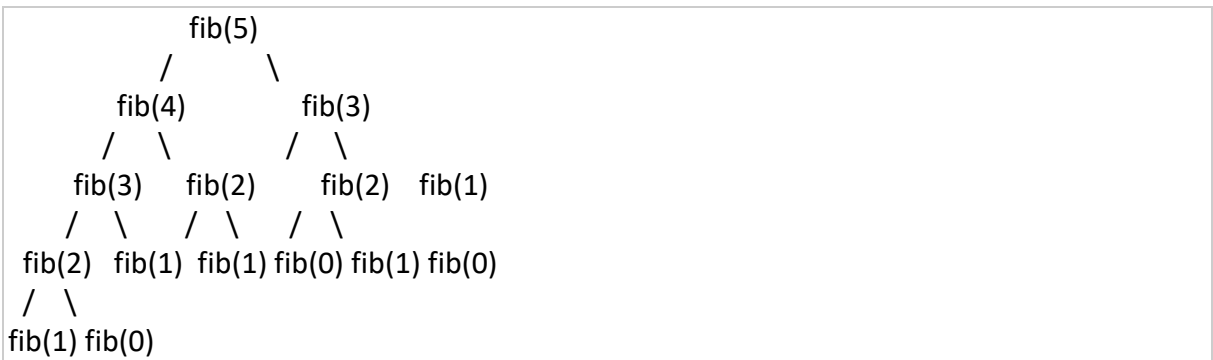 fib(5)
/ \
fib(4) fib(3)
/ \ / \
fib(3) fib(2) fib(2) fib(1)
/ \ / \ / \
fib(2) fib(1) fib(1) fib(0) fib(1) fib(0)
/ \
fib(1) fib(0)